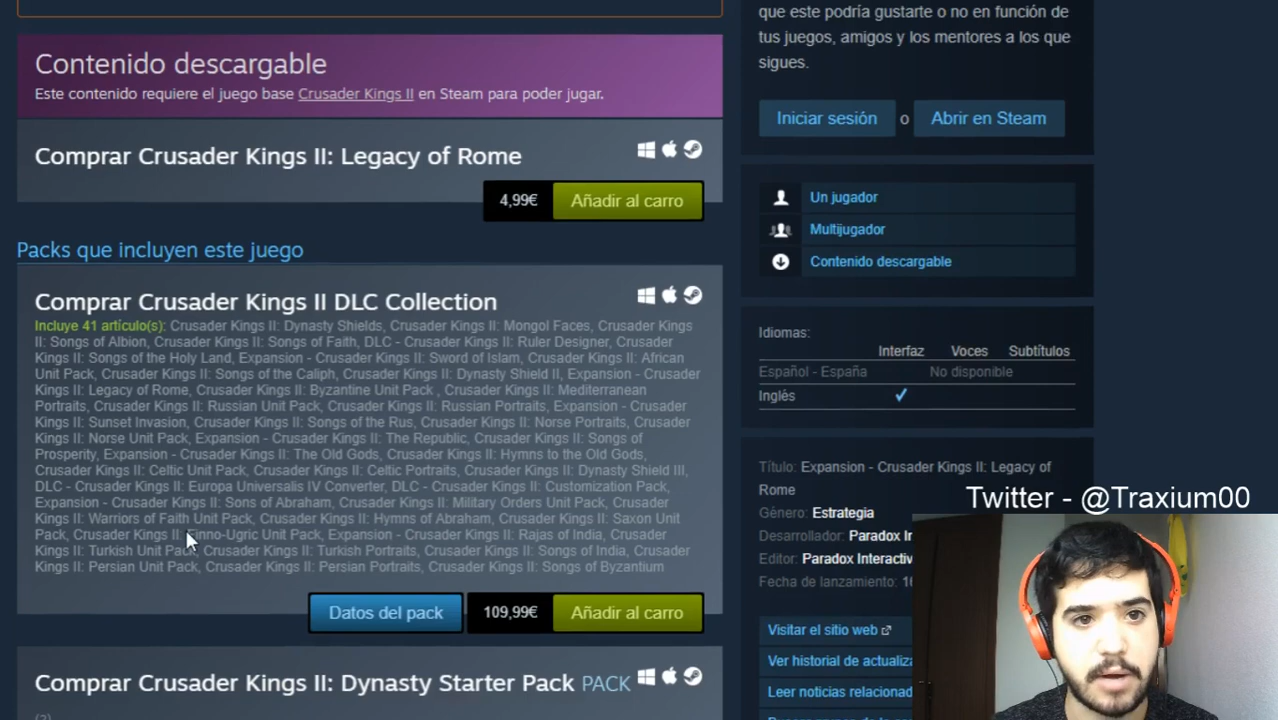 que este podría gustarte o no en función de
tus juegos, amigos y los mentores a los que
sigues.
Iniciar sesión o Abrir en Steam
Contenido descargable
Este contenido requiere el juego base Crusader Kings II en Steam para poder jugar.
Comprar Crusader Kings II: Legacy of Rome
4,99€ Añadir al carro
Packs que incluyen este juego
Comprar Crusader Kings II DLC Collection
Incluye 41 artículo(s): Crusader Kings II: Dynasty Shields, Crusader Kings II: Mongol Faces, Crusader Kings
II: Songs of Albion, Crusader Kings II: Songs of Faith, DLC - Crusader Kings II: Ruler Designer, Crusader
Kings II: Songs of the Holy Land, Expansion - Crusader Kings II: Sword of Islam, Crusader Kings II: African
Unit Pack, Crusader Kings II: Songs of the Caliph, Crusader Kings II: Dynasty Shield II, Expansion - Crusader
Kings II: Legacy of Rome, Crusader Kings II: Byzantine Unit Pack , Crusader Kings II: Mediterranean
Portraits, Crusader Kings II: Russian Unit Pack, Crusader Kings II: Russian Portraits, Expansion - Crusader
Kings II: Sunset Invasion, Crusader Kings II: Songs of the Rus, Crusader Kings II: Norse Portraits, Crusader
Kings II: Norse Unit Pack, Expansion - Crusader Kings II: The Republic, Crusader Kings II: Songs of
Prosperity, Expansion - Crusader Kings II: The Old Gods, Crusader Kings II: Hymns to the Old Gods,
Crusader Kings II: Celtic Unit Pack, Crusader Kings II: Celtic Portraits, Crusader Kings II: Dynasty Shield III,
DLC - Crusader Kings II: Europa Universalis IV Converter, DLC - Crusader Kings II: Customization Pack,
Expansion - Crusader Kings II: Sons of Abraham, Crusader Kings II: Military Orders Unit Pack, Crusader
Kings II: Warriors of Faith Unit Pack, Crusader Kings II: Hymns of Abraham, Crusader Kings II: Saxon Unit
Pack, Crusader Kings II: Finno-Ugric Unit Pack, Expansion - Crusader Kings II: Rajas of India, Crusader
Kings II: Turkish Unit Pack, Crusader Kings II: Turkish Portraits, Crusader Kings II: Songs of India, Crusader
Kings II: Persian Unit Pack, Crusader Kings II: Persian Portraits, Crusader Kings II: Songs of Byzantium
Datos del pack 109,99€ Añadir al carro
Comprar Crusader Kings II: Dynasty Starter Pack PACK
(?)
Un jugador
Multijugador
Contenido descargable
Idiomas:
Interfaz Voces Subtítulos
Español - España No disponible
Inglés ✓
Título: Expansion - Crusader Kings II: Legacy of
Rome
Género: Estrategia
Desarrollador: Paradox
Editor: Paradox Interactiv
Fecha de lanzamiento:
Visitar el sitio web
Ver historial de
Leer noticias
Twitter - @Traxium00